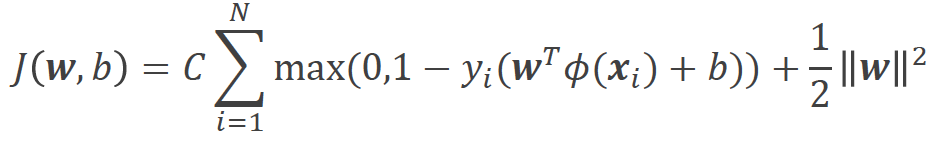 J(w, b) = C ∑_{i=1}^{N} max(0,1 − y_i(w^T ϕ(x_i) + b)) + 1/2 ‖w‖^2